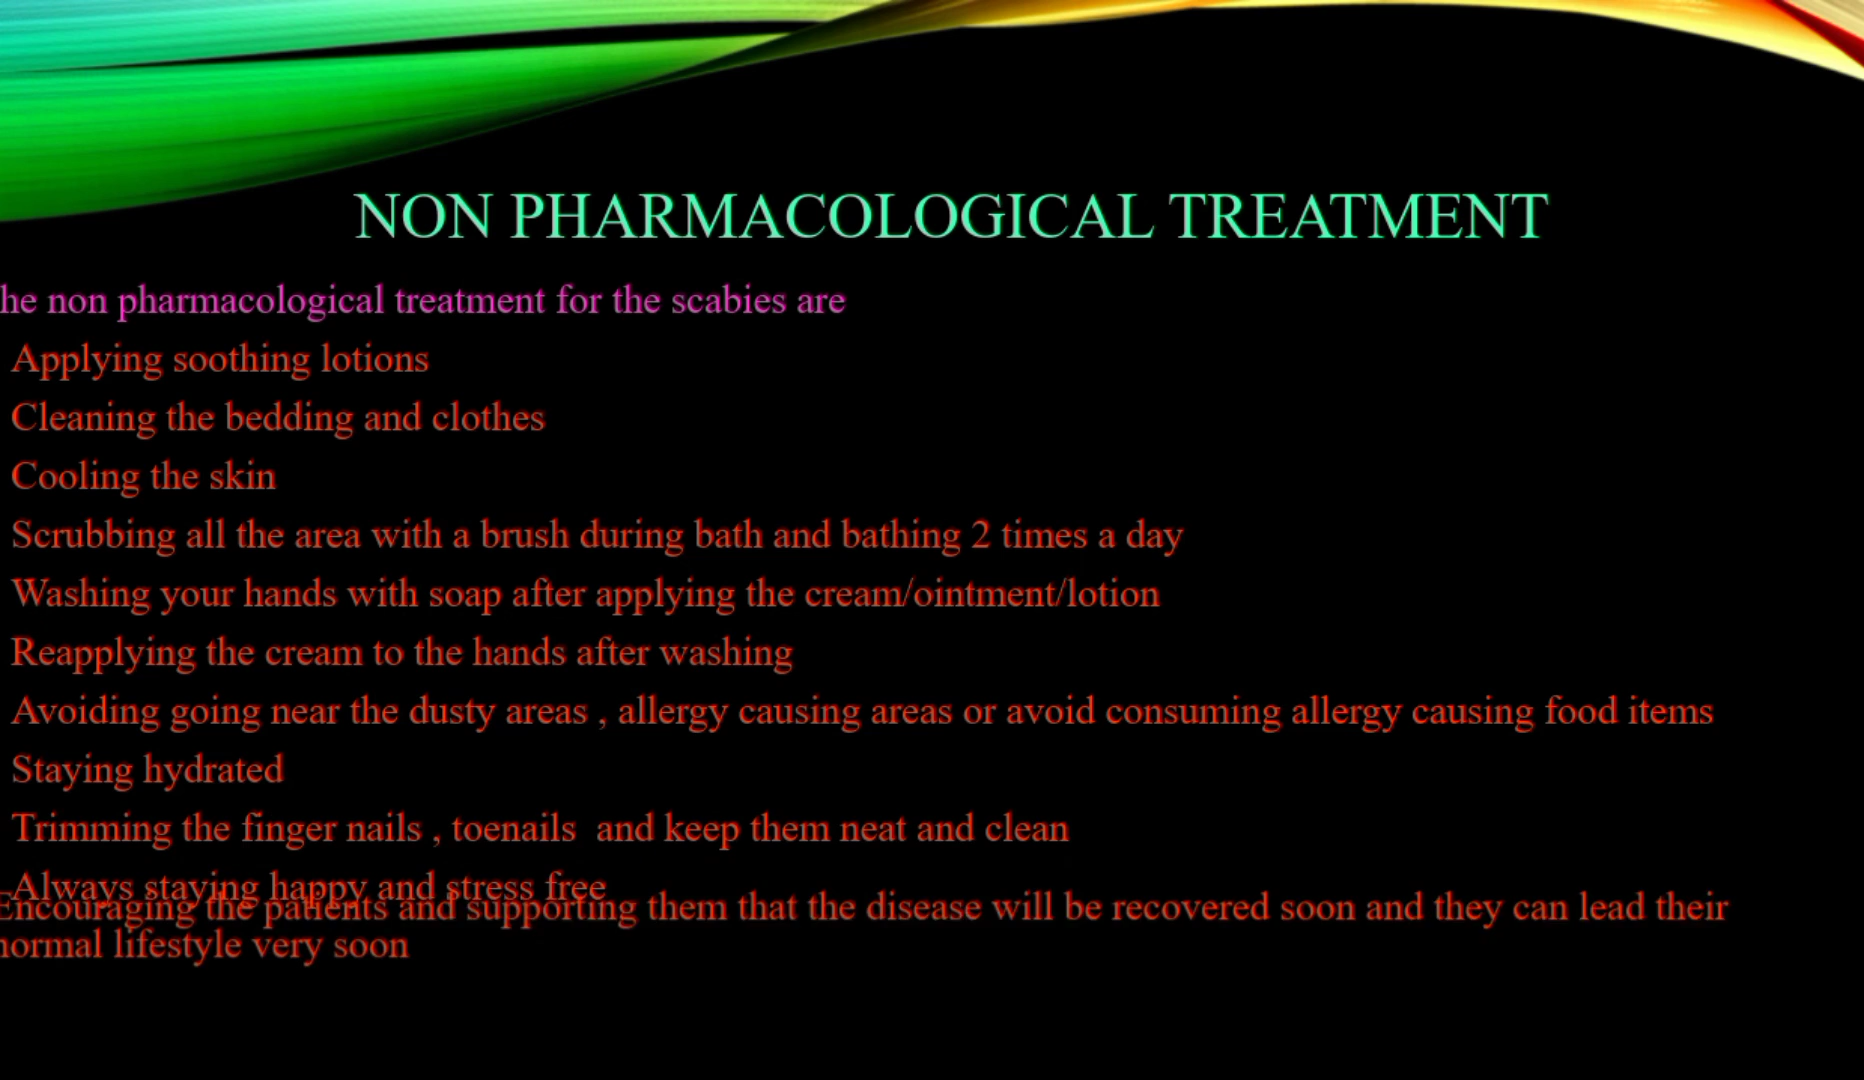 NON PHARMACOLOGICAL TREATMENT
he non pharmacological treatment for the scabies are
Applying soothing lotions
Cleaning the bedding and clothes
Cooling the skin
Scrubbing all the area with a brush during bath and bathing 2 times a day
Washing your hands with soap after applying the cream/ointment/lotion
Reapplying the cream to the hands after washing
Avoiding going near the dusty areas , allergy causing areas or avoid consuming allergy causing food items
Staying hydrated
Trimming the finger nails , toenails  and keep them neat and clean
Always staying happy and stress free
Encouraging the patients and supporting them that the disease will be recovered soon and they can lead their
normal lifestyle very soon